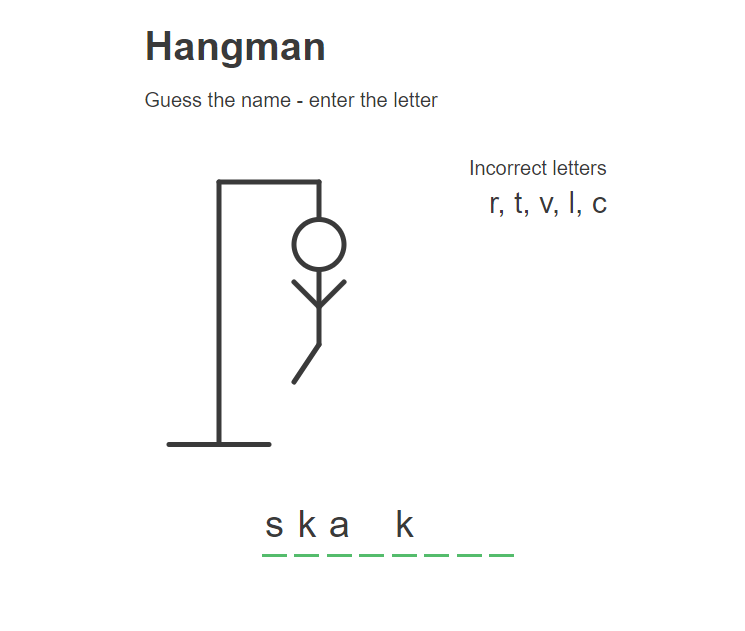 Hangman
Guess the name - enter the letter
Incorrect letters
r, t, v, l, c
s k a _ k _ _ _